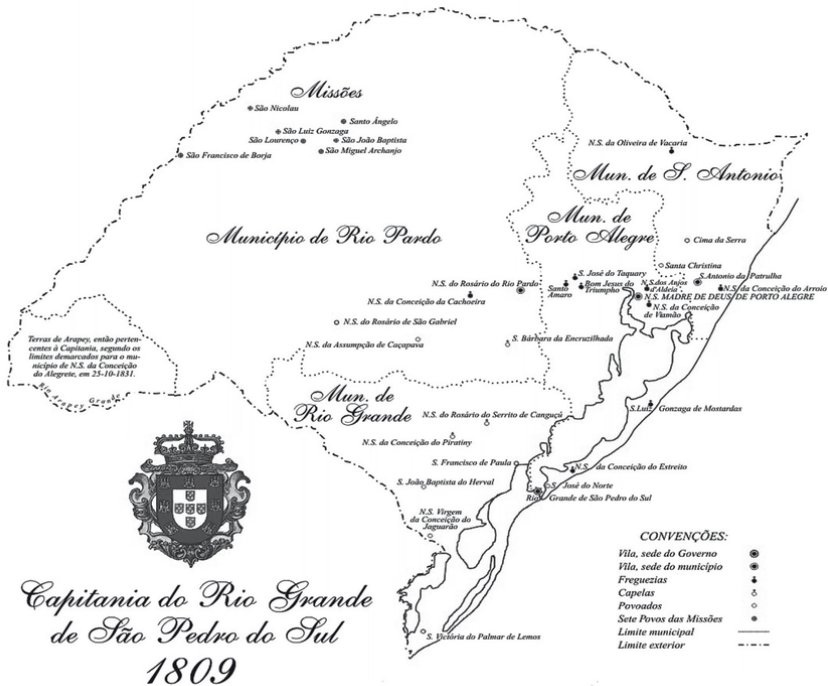 Missões
São Nicolau
Santo Ângelo
São Luiz Gonzaga
São Lourenço
São João Baptista
São Miguel Archanjo
São Francisco de Borja
N.S. da Oliveira de Vacaria
Mun. de S. Antonio
Mun. de
Porto Alegre
Município de Rio Pardo
Cima da Serra
Santa Christina
S. Antonio da Patrulha
N.S. da Conceição do Arroio
S. José do Taquary
Bom Jesus do
Triumpho
Santo
Amaro
N.S.dos Anjos
d'Aldeia
N.S. MADRE DE DEUS DE PORTO ALEGRE
N.S. da Conceição
de Viamão
N.S. do Rosário do Rio Pardo
N.S. da Conceição da Cachoeira
N.S. do Rosário de São Gabriel
N.S. da Assumpção de Caçapava
S. Bárbara da Encruzilhada
Terras de Arapey, então perten-
centes à Capitania, segundo os
limites demarcados para o mu-
nicípio de N.S. da Conceição
do Alegrete, em 25-10-1831.
Rio Arapey Grande
Mun. de
Rio Grande
N.S. do Rosário do Serrito de Canguçú
N.S. da Conceição do Piratiny
S.Luiz Gonzaga de Mostardas
S. Francisco de Paula
N.S. da Conceição do Estreito
S. João Baptista do Herval
S. José do Norte
Rio Grande de São Pedro do Sul
N.S. Virgem
da Conceição do
Jaguarão
S. Victória do Palmar de Lemos
CONVENÇÕES:
Vila, sede do Governo
Vila, sede do município
Freguezias
Capelas
Povoados
Sete Povos das Missões
Limite municipal
Limite exterior
Capitania do Rio Grande
de São Pedro do Sul
1809